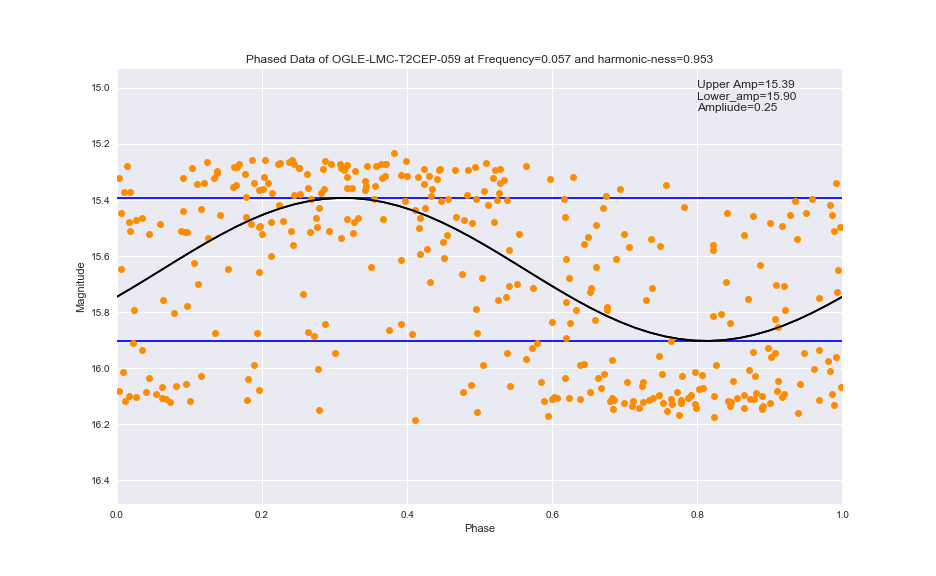 Phased Data of OGLE-LMC-T2CEP-059 at Frequency=0.057 and harmonic-ness=0.953
Upper Amp=15.39
Lower_amp=15.90
Ampliude=0.25
15.0
15.2
15.4
15.6
15.8
16.0
16.2
16.4
Magnitude
0.0 0.2 0.4 0.6 0.8 1.0
Phase